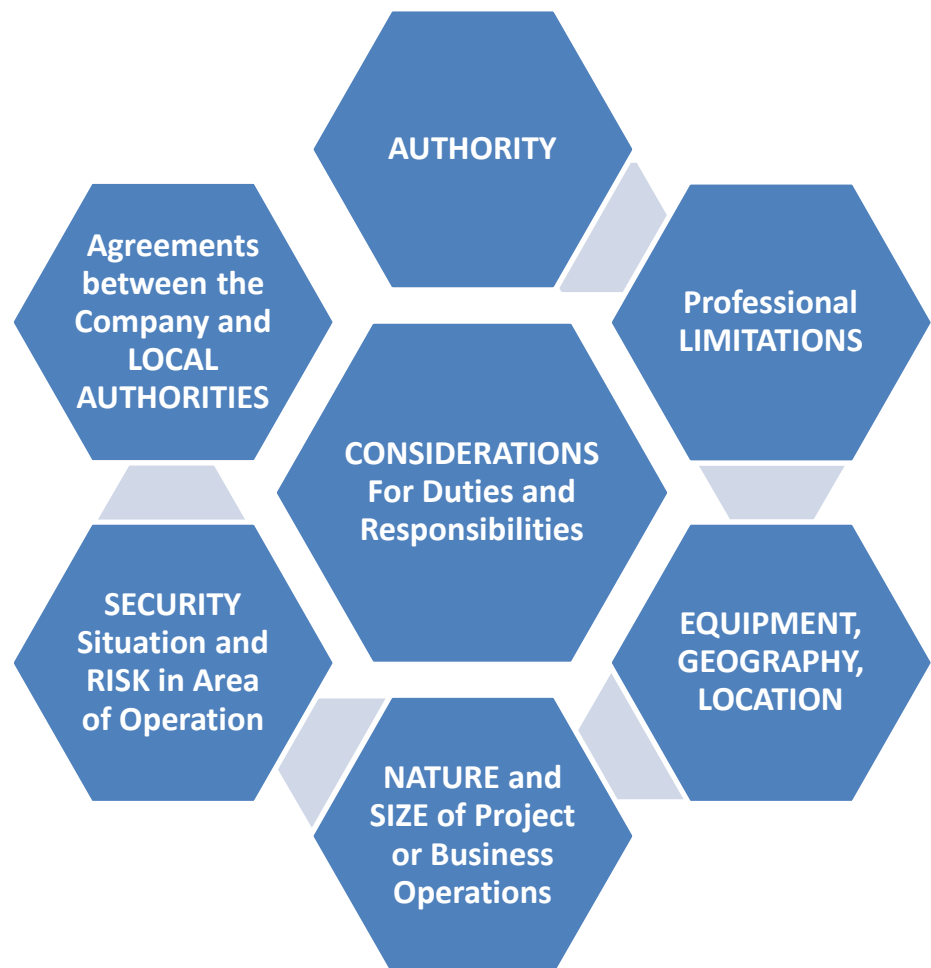 AUTHORITY
Agreements
between the
Company and
LOCAL
AUTHORITIES
Professional
LIMITATIONS
CONSIDERATIONS
For Duties and
Responsibilities
SECURITY
Situation and
RISK in Area
of Operation
EQUIPMENT,
GEOGRAPHY,
LOCATION
NATURE and
SIZE of Project
or Business
Operations